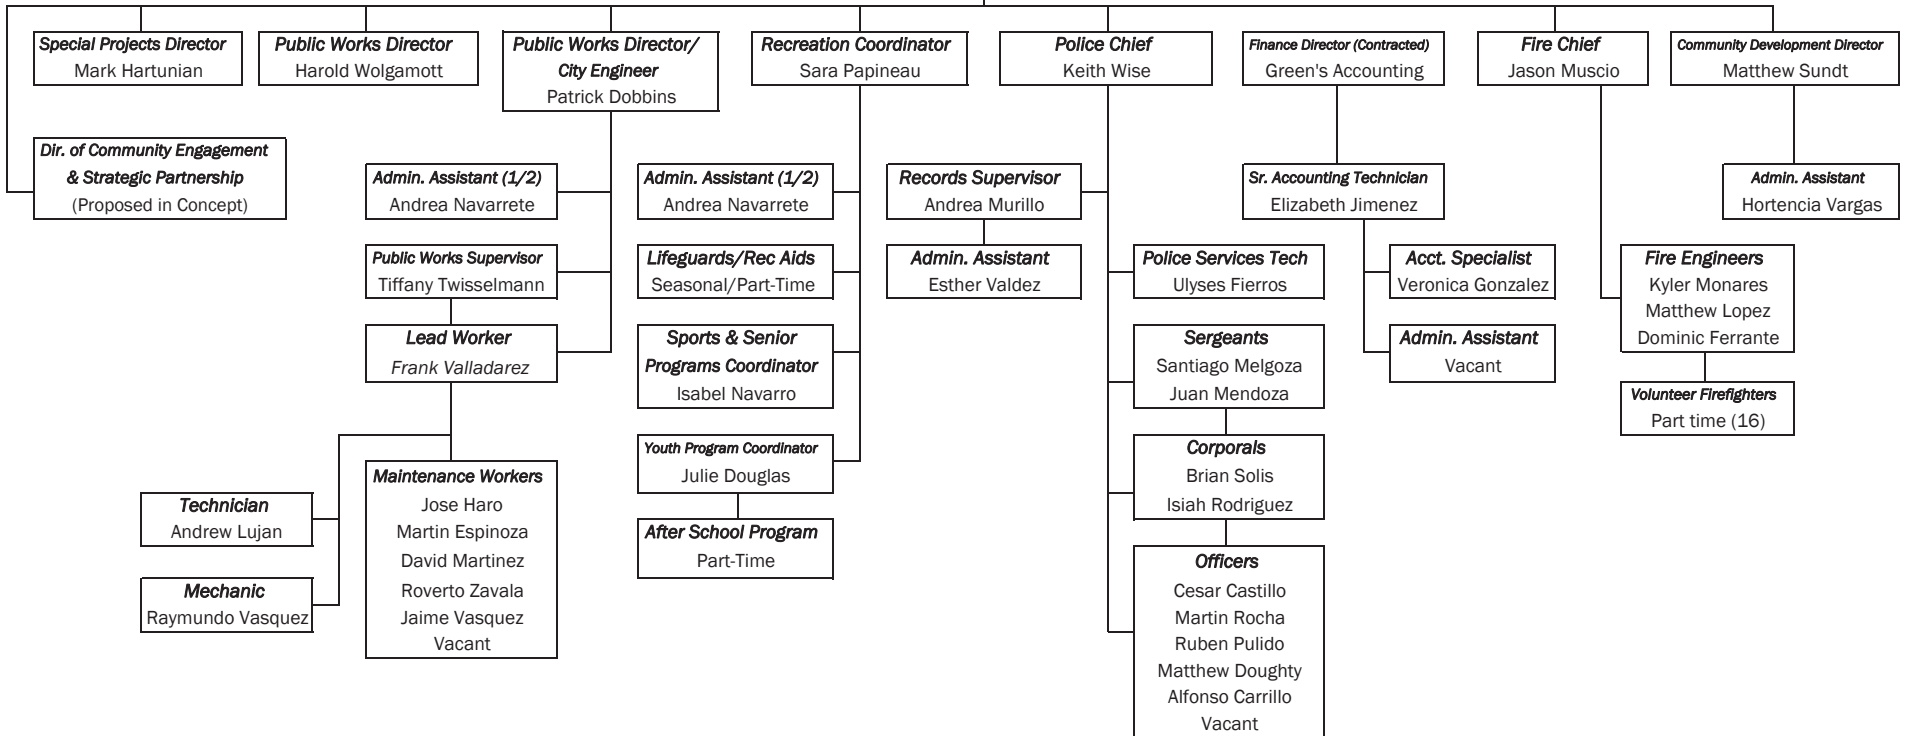 Special Projects Director
Mark Hartunian
Public Works Director
Harold Wolgamott
Public Works Director/
City Engineer
Patrick Dobbins
Recreation Coordinator
Sara Papineau
Police Chief
Keith Wise
Finance Director (Contracted)
Green's Accounting
Fire Chief
Jason Muscio
Community Development Director
Matthew Sundt
Dir. of Community Engagement
& Strategic Partnership
(Proposed in Concept)
Admin. Assistant (1/2)
Andrea Navarrete
Public Works Supervisor
Tiffany Twisselmann
Lead Worker
Frank Valladarez
Technician
Andrew Lujan
Mechanic
Raymundo Vasquez
Maintenance Workers
Jose Haro
Martin Espinoza
David Martinez
Roverto Zavala
Jaime Vasquez
Vacant
Admin. Assistant (1/2)
Andrea Navarrete
Lifeguards/Rec Aids
Seasonal/Part-Time
Sports & Senior
Programs Coordinator
Isabel Navarro
Youth Program Coordinator
Julie Douglas
After School Program
Part-Time
Records Supervisor
Andrea Murillo
Admin. Assistant
Esther Valdez
Police Services Tech
Ulyses Fierros
Sergeants
Santiago Melgoza
Juan Mendoza
Corporals
Brian Solis
Isiah Rodriguez
Officers
Cesar Castillo
Martin Rocha
Ruben Pulido
Matthew Doughty
Alfonso Carrillo
Vacant
Sr. Accounting Technician
Elizabeth Jimenez
Acct. Specialist
Veronica Gonzalez
Admin. Assistant
Vacant
Fire Engineers
Kyler Monares
Matthew Lopez
Dominic Ferrante
Volunteer Firefighters
Part time (16)
Admin. Assistant
Hortencia Vargas